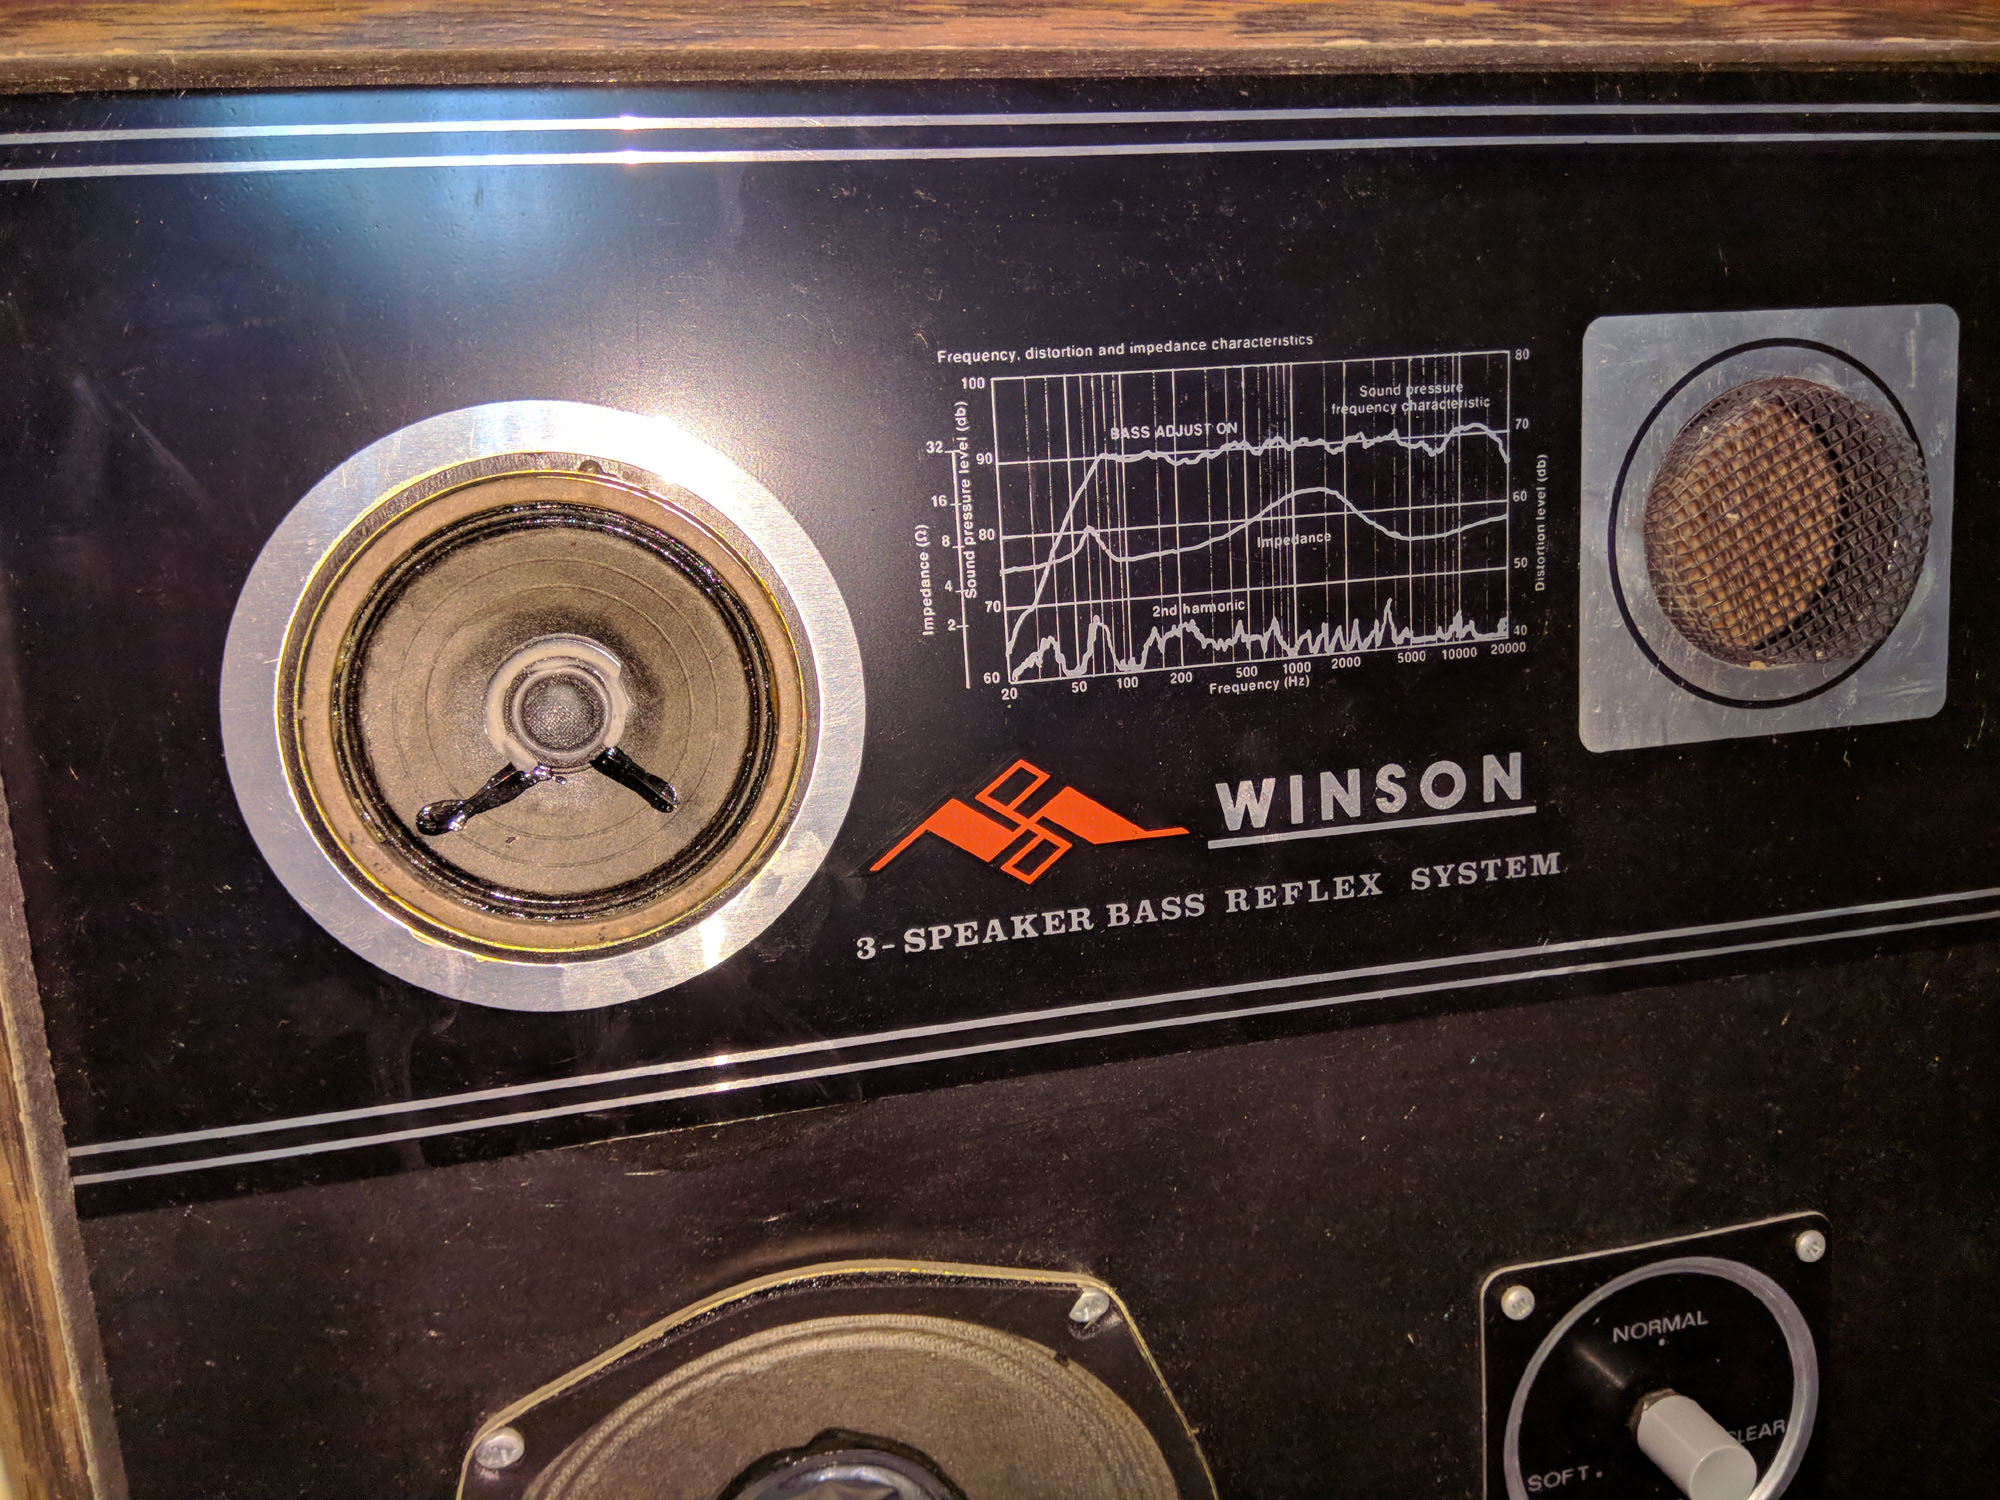 Frequency, distortion and impedance characteristics
100
90
80
70
60
Sound pressure level (db)
32
16
8
4
2
Impedance (Ω)
80
70
60
50
40
Distortion level (db)
Sound pressure
frequency characteristic
BASS ADJUST ON
Impedance
2nd harmonic
20 50 100 200 500 1000 2000 5000 10000 20000
Frequency (Hz)
WINSON
3-SPEAKER BASS REFLEX SYSTEM
NORMAL
CLEAR
SOFT